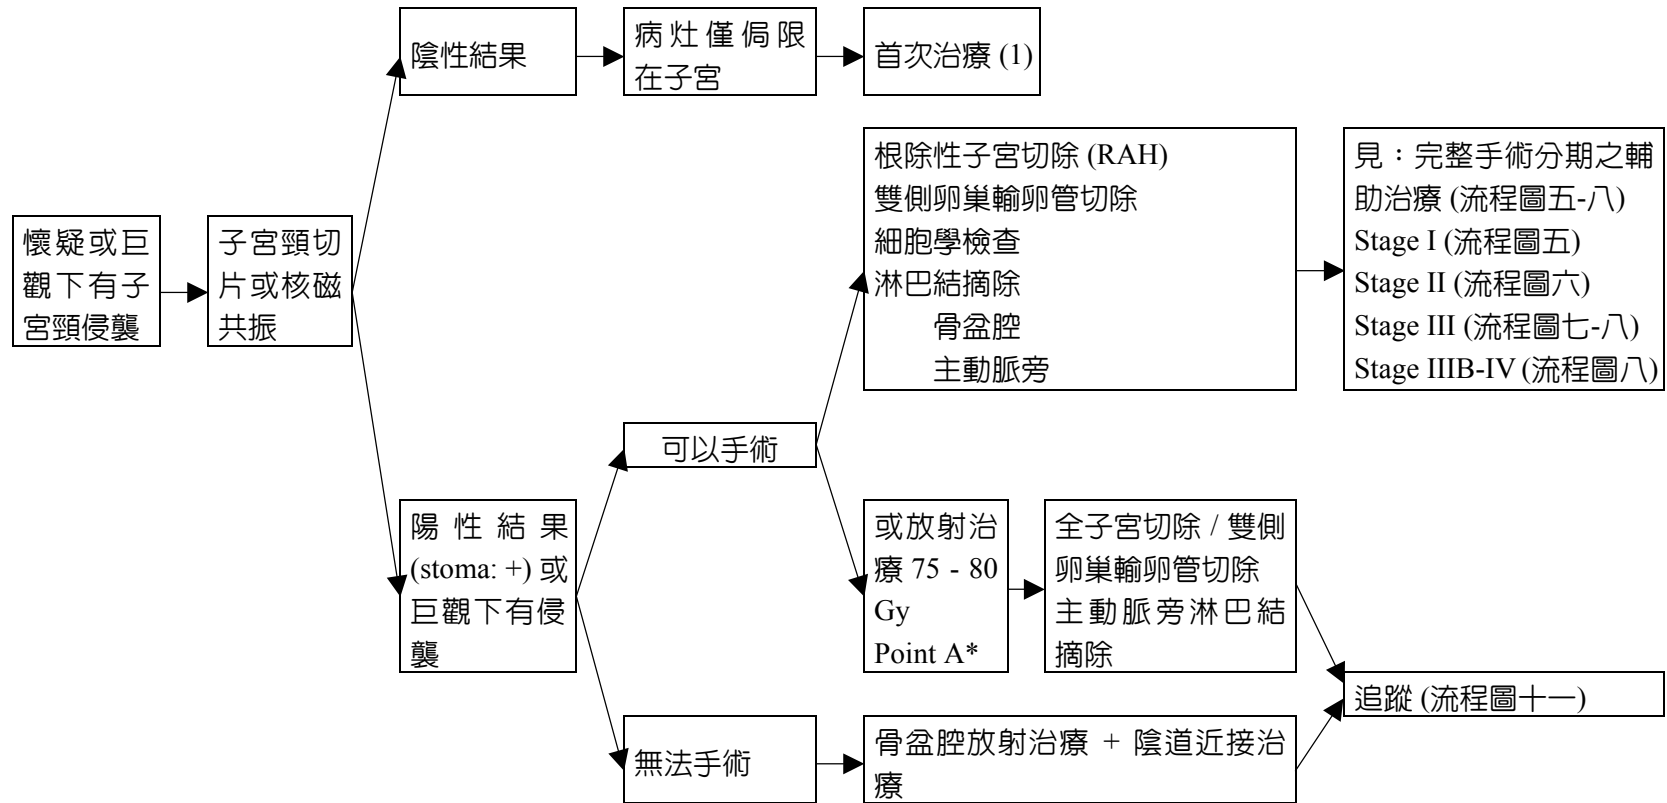 懷疑或巨
觀下有子
宮頸侵襲
子宮頸切
片或核磁
共振
陰性結果
病灶僅侷限
在子宮
首次治療 (1)
陽性結果
(stoma: +) 或
巨觀下有侵
襲
可以手術
根除性子宮切除 (RAH)
雙側卵巢輸卵管切除
細胞學檢查
淋巴結摘除
骨盆腔
主動脈旁
見：完整手術分期之輔
助治療 (流程圖五-八)
Stage I (流程圖五)
Stage II (流程圖六)
Stage III (流程圖七-八)
Stage IIIB-IV (流程圖八)
或放射治
療 75 - 80
Gy
Point A*
全子宮切除 / 雙側
卵巢輸卵管切除
主動脈旁淋巴結
摘除
無法手術
骨盆腔放射治療 + 陰道近接治
療
追蹤 (流程圖十一)